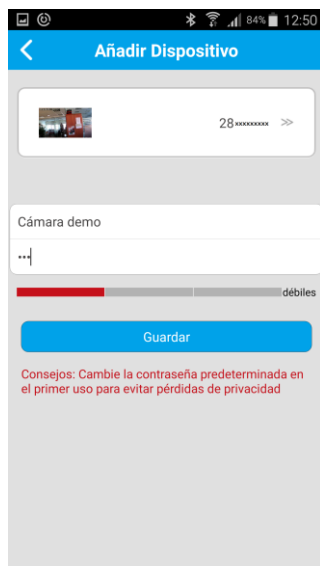 84% 12:50
Añadir Dispositivo
28xxxxxxxxx >>
Cámara demo
•••
débiles
Guardar
Consejos: Cambie la contraseña predeterminada en
el primer uso para evitar pérdidas de privacidad